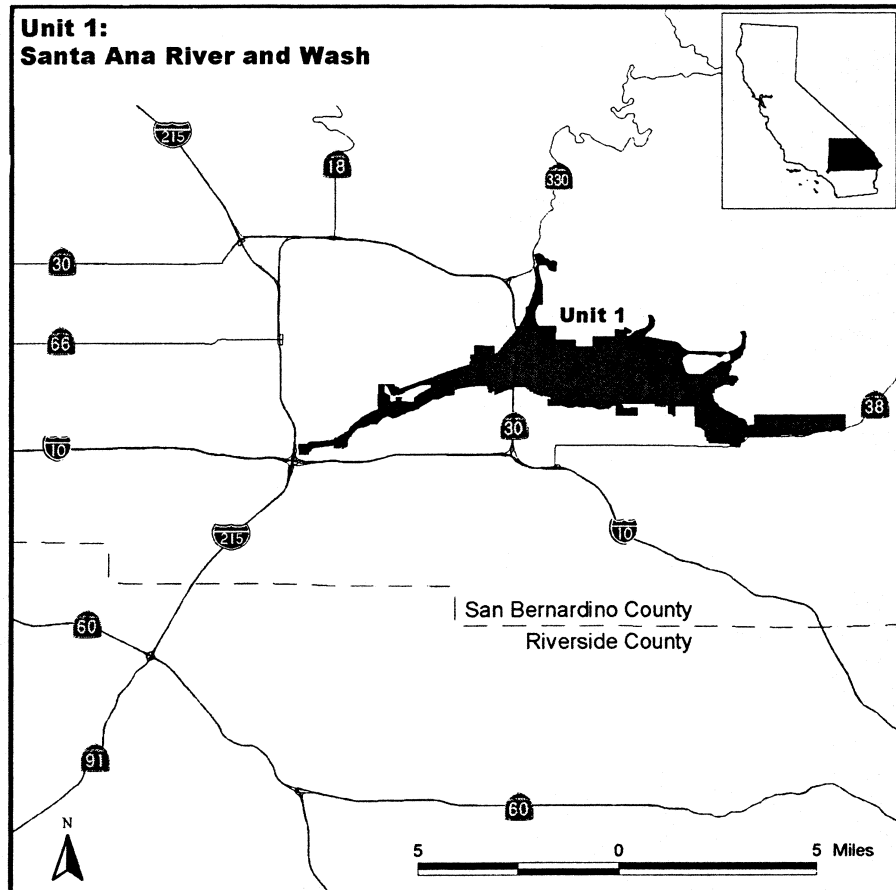 Unit 1:
Santa Ana River and Wash
215
18
330
30
Unit 1
66
38
30
10
215
10
San Bernardino County
Riverside County
60
91
60
N
5 0 5 Miles